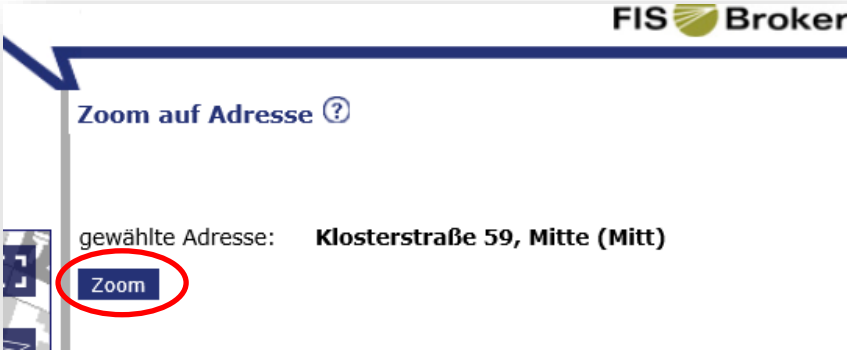 FIS Broker
Zoom auf Adresse ?
gewählte Adresse: Klosterstraße 59, Mitte (Mitt)
Zoom